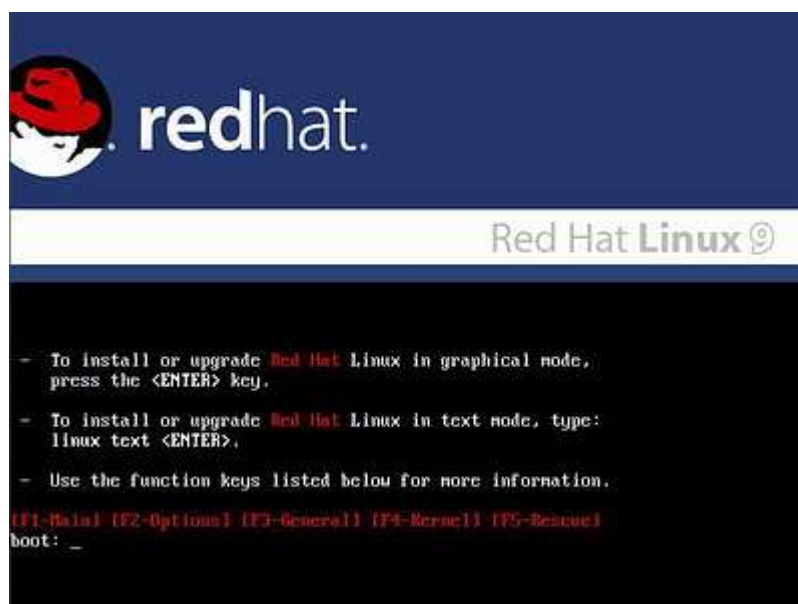 redhat.
Red Hat Linux 9
- To install or upgrade Red Hat Linux in graphical mode,
press the <ENTER> key.
- To install or upgrade Red Hat Linux in text mode, type:
linux text <ENTER>.
- Use the function keys listed below for more information.
[F1-Main] [F2-Options] [F3-General] [F4-Kernel] [F5-Rescue]
boot: _